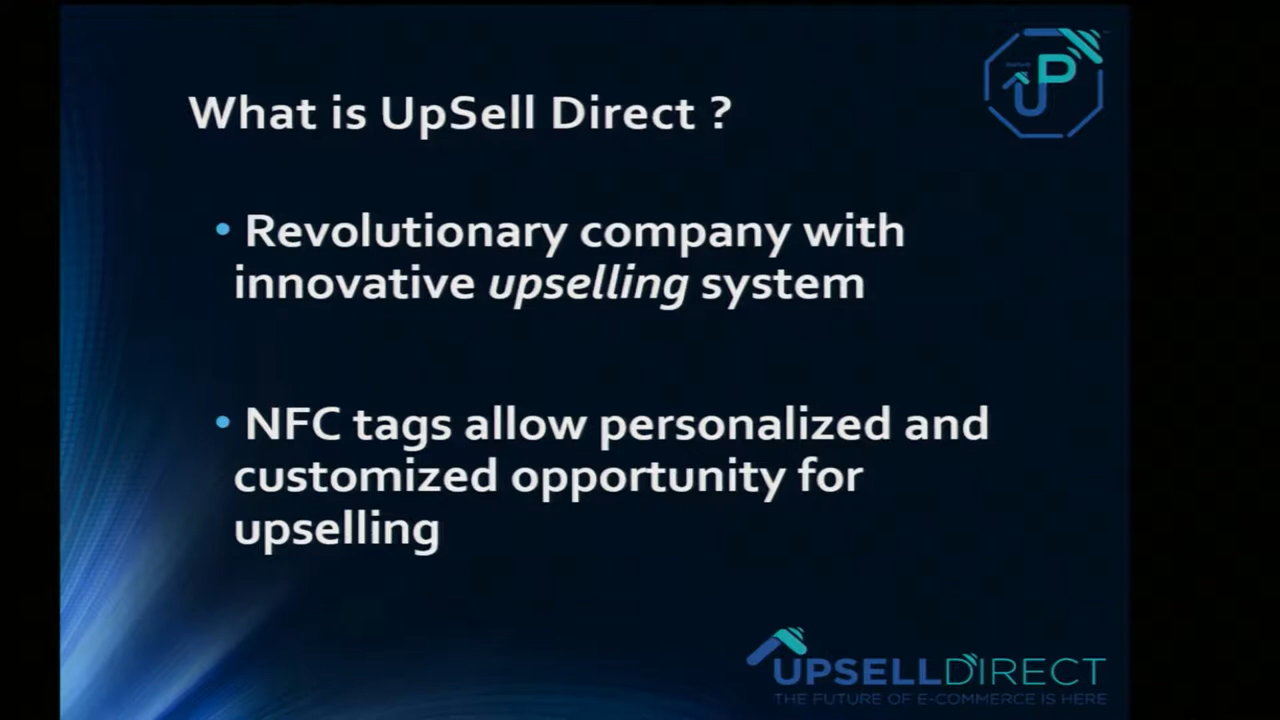 UP
What is UpSell Direct ?
• Revolutionary company with
innovative upselling system
• NFC tags allow personalized and
customized opportunity for
upselling
UPSELLDIRECT
THE FUTURE OF E-COMMERCE IS HERE